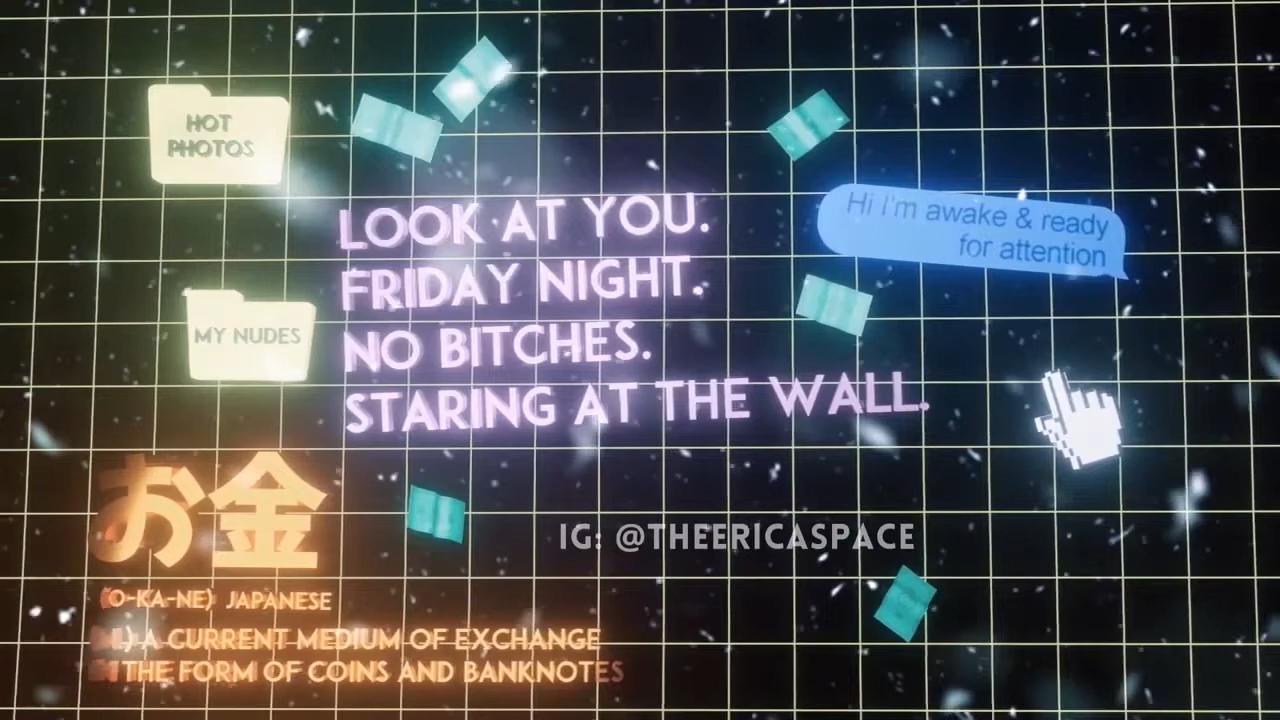 HOT
PHOTOS
LOOK AT YOU.
FRIDAY NIGHT.
NO BITCHES.
STARING AT THE WALL.
Hi I'm awake & ready
for attention
MY NUDES
お金
(O-KA-NE) JAPANESE
.) A CURRENT MEDIUM OF EXCHANGE
THE FORM OF COINS AND BANKNOTES
IG: @THEERICASPACE